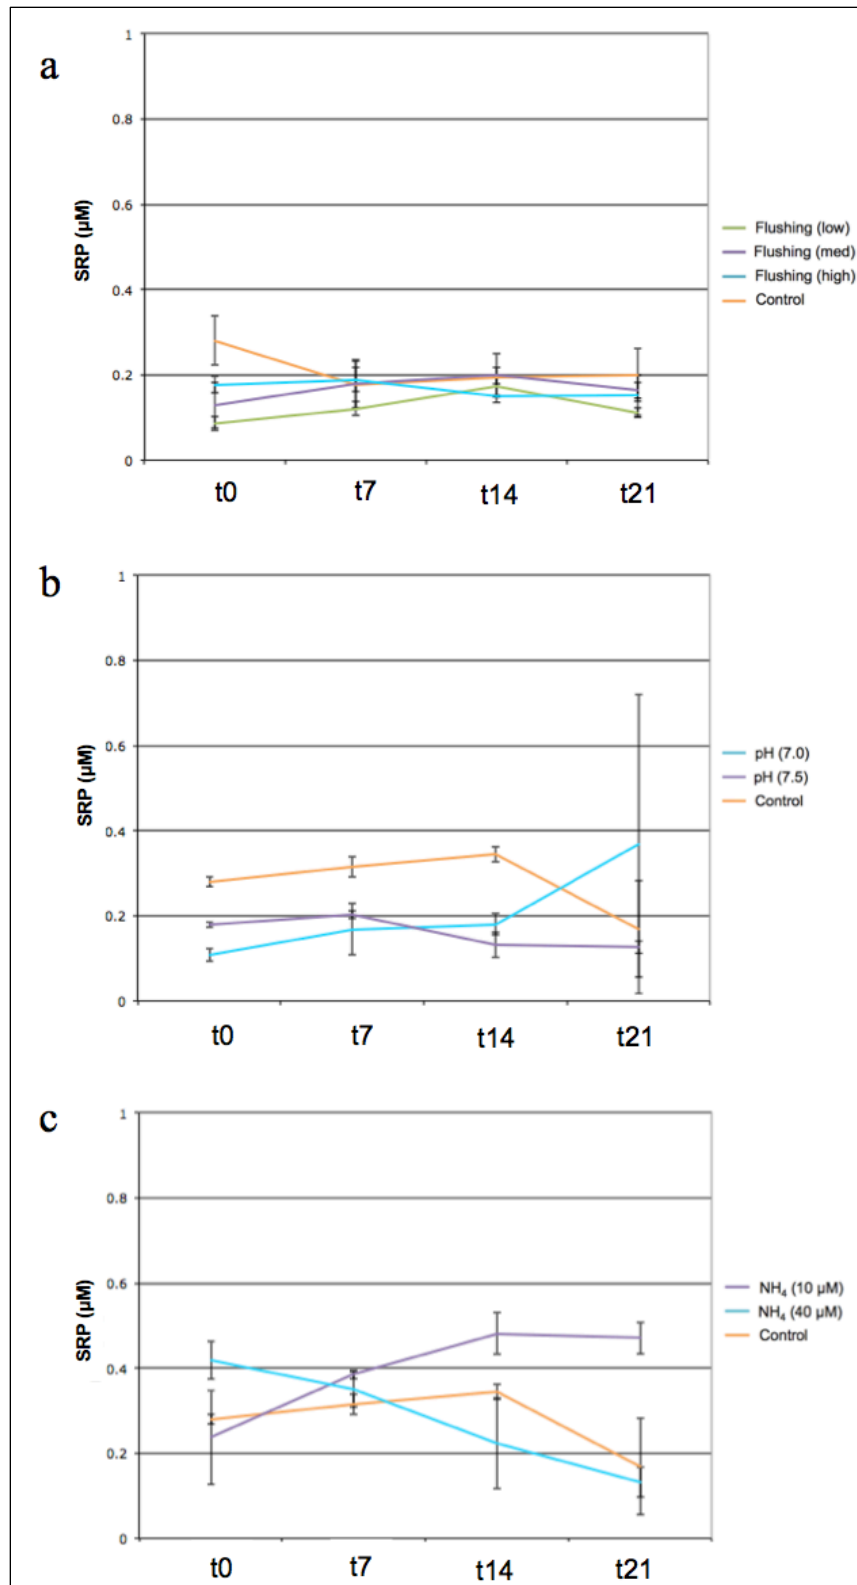 a
1
0.8
0.6
0.4
0.2
0
SRP (µM)
t0 t7 t14 t21
Flushing (low)
Flushing (med)
Flushing (high)
Control
b
1
0.8
0.6
0.4
0.2
0
SRP (µM)
t0 t7 t14 t21
pH (7.0)
pH (7.5)
Control
c
1
0.8
0.6
0.4
0.2
0
SRP (µM)
t0 t7 t14 t21
NH₄ (10 µM)
NH₄ (40 µM)
Control